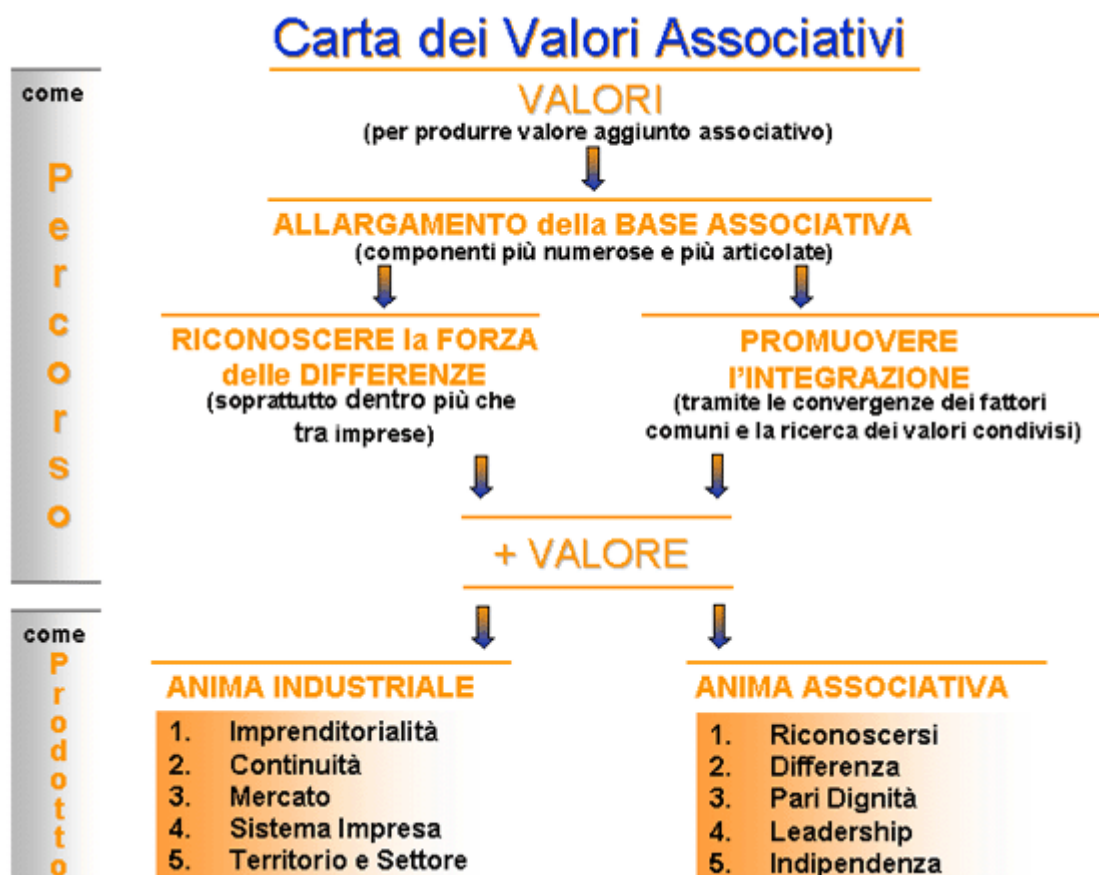 Carta dei Valori Associativi
come
Percorso
VALORI
(per produrre valore aggiunto associativo)
ALLARGAMENTO della BASE ASSOCIATIVA
(componenti più numerose e più articolate)
RICONOSCERE la FORZA
delle DIFFERENZE
(soprattutto dentro più che
tra imprese)
PROMUOVERE
l'INTEGRAZIONE
(tramite le convergenze dei fattori
comuni e la ricerca dei valori condivisi)
+ VALORE
come
Prodotto
ANIMA INDUSTRIALE
1. Imprenditorialità
2. Continuità
3. Mercato
4. Sistema Impresa
5. Territorio e Settore
ANIMA ASSOCIATIVA
1. Riconoscersi
2. Differenza
3. Pari Dignità
4. Leadership
5. Indipendenza